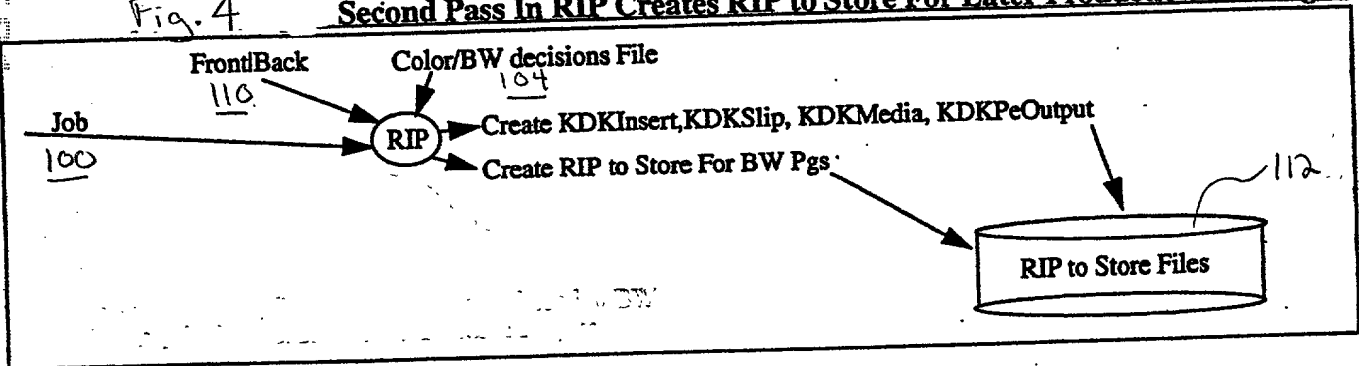 Fig. 4 Second Pass In RIP Creates RIP to Store For Later
Front|Back Color/BW decisions File
110 104
Job
100
RIP
Create KDKInsert,KDKSlip, KDKMedia, KDKPeOutput
Create RIP to Store For BW Pgs
112
RIP to Store Files
BW